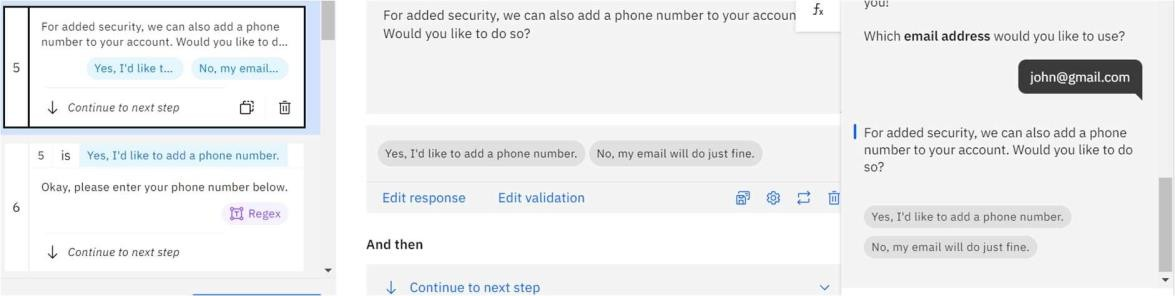 For added security, we can also add a phone
number to your account. Would you like to d...
5
Yes, I'd like t... No, my email...
Continue to next step
5 is Yes, I'd like to add a phone number.
Okay, please enter your phone number below.
6
Regex
Continue to next step
For added security, we can also add a phone number to your accoun
Would you like to do so?
fx
Yes, I'd like to add a phone number. No, my email will do just fine.
Edit response Edit validation
And then
Continue to next step
you!
Which email address would you like to use?
john@gmail.com
For added security, we can also add a phone
number to your account. Would you like to do
so?
Yes, I'd like to add a phone number.
No, my email will do just fine.